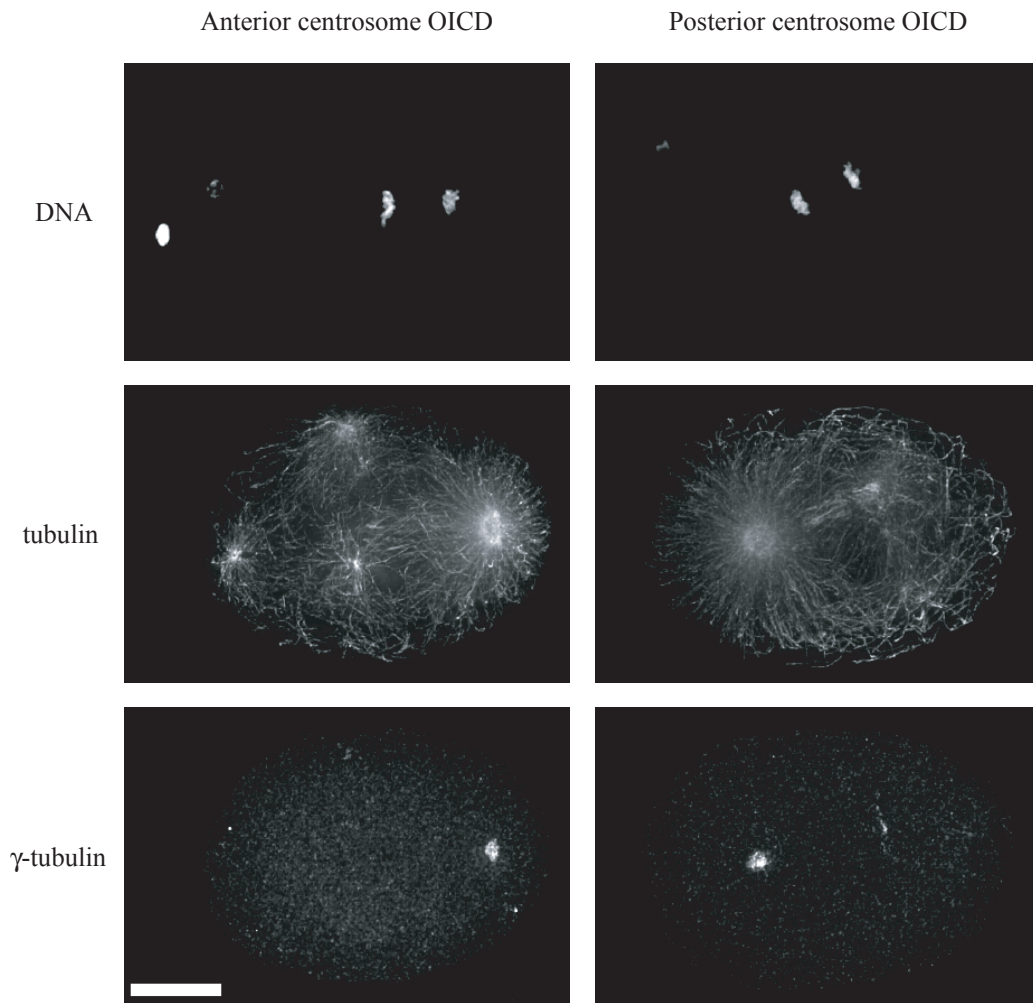 Anterior centrosome OICD
Posterior centrosome OICD
DNA
tubulin
γ-tubulin